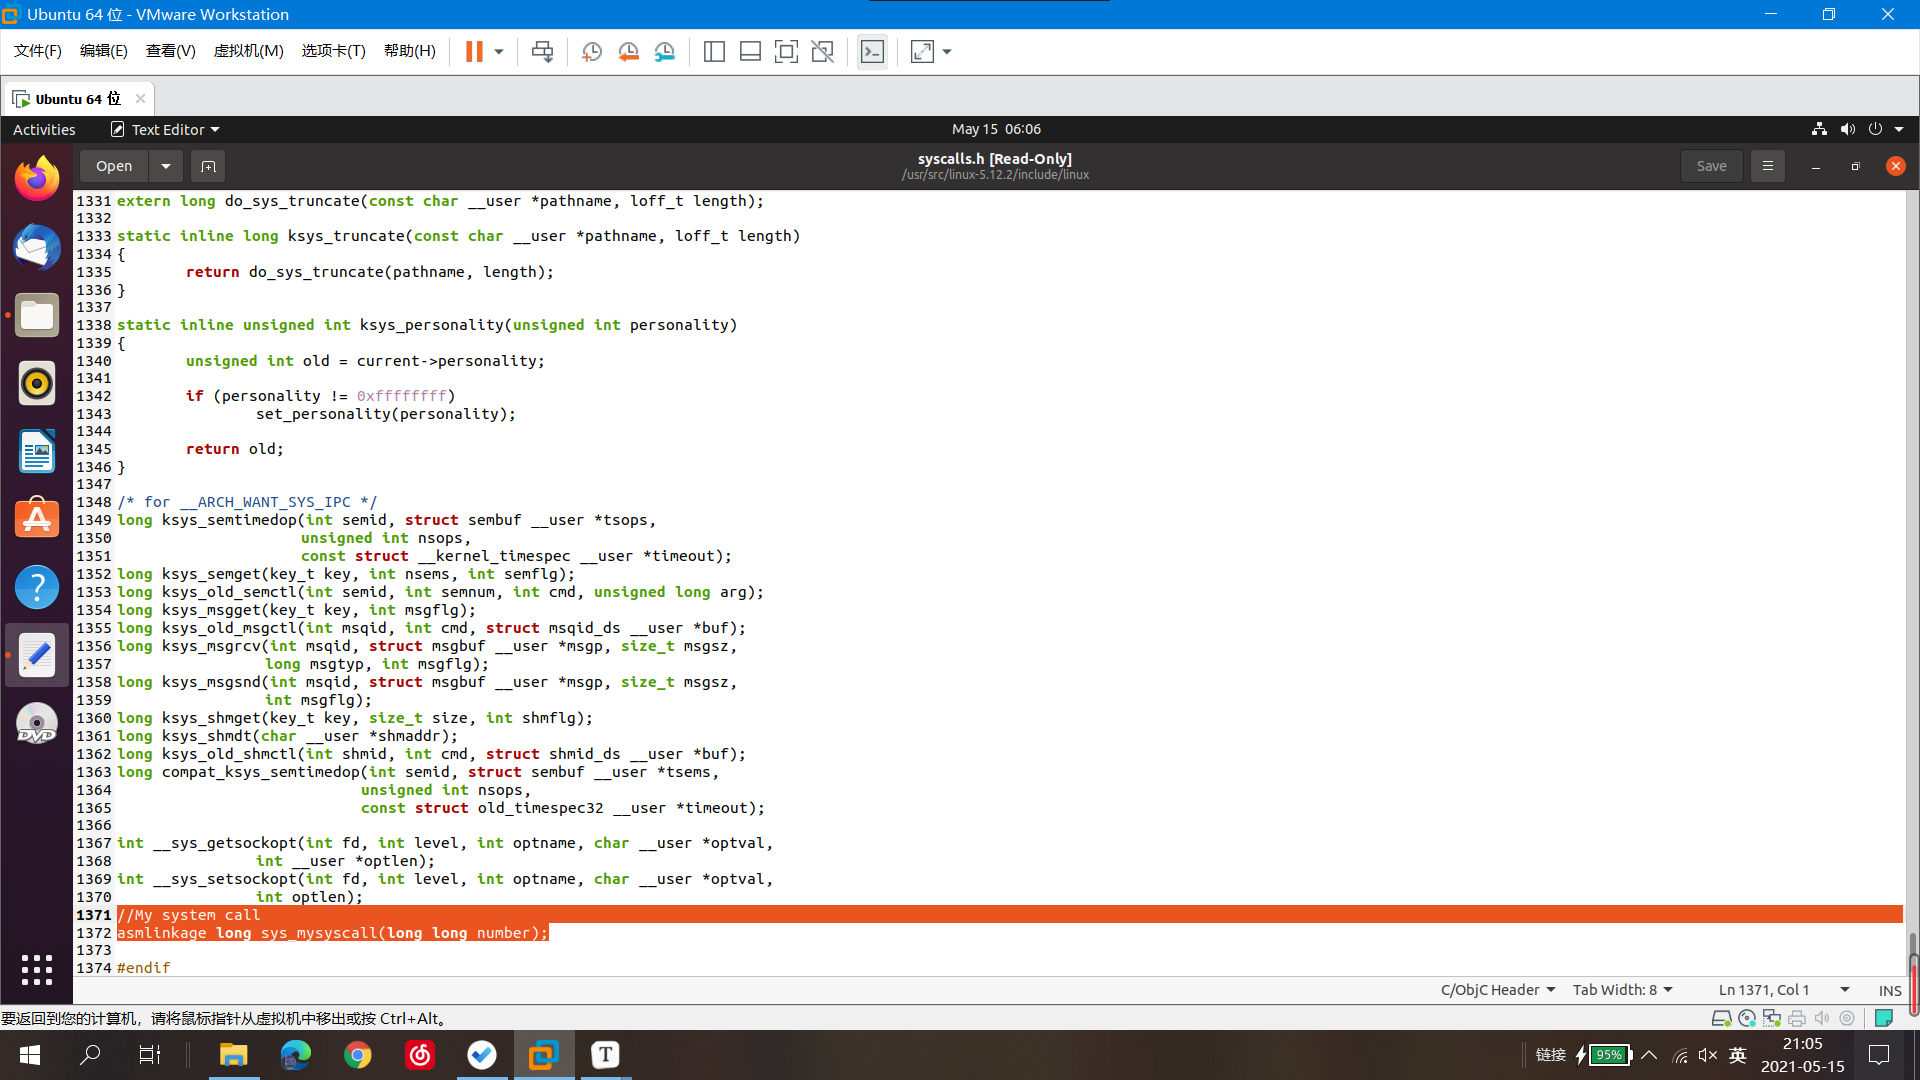 Ubuntu 64 位 - VMware Workstation
文件(F) 编辑(E) 查看(V) 虚拟机(M) 选项卡(T) 帮助(H)
Ubuntu 64 位
Activities Text Editor May 15 06:06
Open syscalls.h [Read-Only] Save
/usr/src/linux-5.12.2/include/linux
1331 extern long do_sys_truncate(const char __user *pathname, loff_t length);
1332
1333 static inline long ksys_truncate(const char __user *pathname, loff_t length)
1334 {
1335 return do_sys_truncate(pathname, length);
1336 }
1337
1338 static inline unsigned int ksys_personality(unsigned int personality)
1339 {
1340 unsigned int old = current->personality;
1341
1342 if (personality != 0xffffffff)
1343 set_personality(personality);
1344
1345 return old;
1346 }
1347
1348 /* for __ARCH_WANT_SYS_IPC */
1349 long ksys_semtimedop(int semid, struct sembuf __user *tsops,
1350 unsigned int nsops,
1351 const struct __kernel_timespec __user *timeout);
1352 long ksys_semget(key_t key, int nsems, int semflg);
1353 long ksys_old_semctl(int semid, int semnum, int cmd, unsigned long arg);
1354 long ksys_msgget(key_t key, int msgflg);
1355 long ksys_old_msgctl(int msqid, int cmd, struct msqid_ds __user *buf);
1356 long ksys_msgrcv(int msqid, struct msgbuf __user *msgp, size_t msgsz,
1357 long msgtyp, int msgflg);
1358 long ksys_msgsnd(int msqid, struct msgbuf __user *msgp, size_t msgsz,
1359 int msgflg);
1360 long ksys_shmget(key_t key, size_t size, int shmflg);
1361 long ksys_shmdt(char __user *shmaddr);
1362 long ksys_old_shmctl(int shmid, int cmd, struct shmid_ds __user *buf);
1363 long compat_ksys_semtimedop(int semid, struct sembuf __user *tsems,
1364 unsigned int nsops,
1365 const struct old_timespec32 __user *timeout);
1366
1367 int __sys_getsockopt(int fd, int level, int optname, char __user *optval,
1368 int __user *optlen);
1369 int __sys_setsockopt(int fd, int level, int optname, char __user *optval,
1370 int optlen);
1371 //My system call
1372 asmlinkage long sys_mysyscall(long long number);
1373
1374 #endif
C/ObjC Header Tab Width: 8 Ln 1371, Col 1 INS
要返回到您的计算机，请将鼠标指针从虚拟机中移出或按 Ctrl+Alt。
链接 95% 英 21:05
2021-05-15